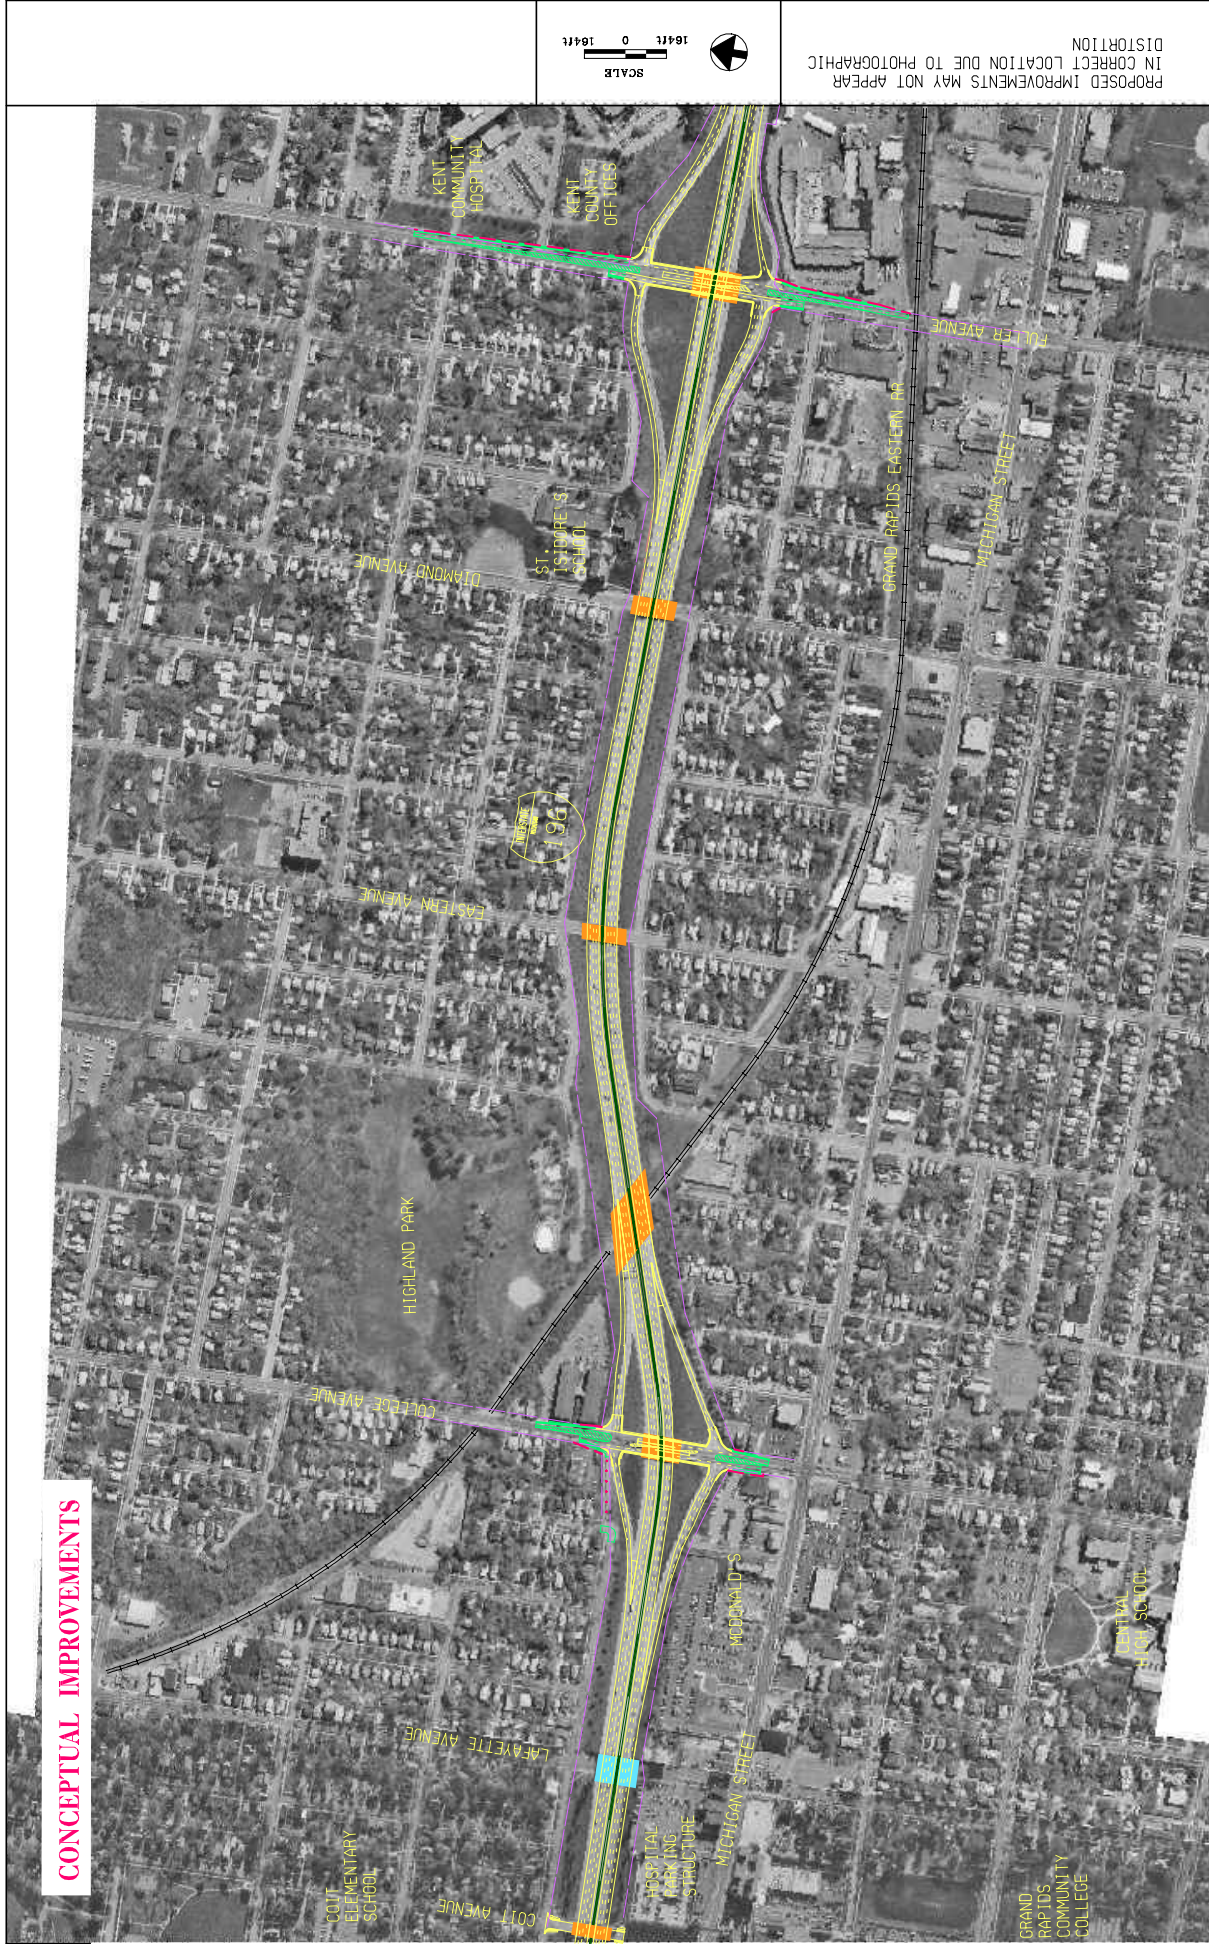 CONCEPTUAL IMPROVEMENTS
COIT
ELEMENTARY
SCHOOL
COIT AVENUE
LAFAYETTE AVENUE
HOSPITAL
PARKING
STRUCTURE
MICHIGAN STREET
GRAND
RAPIDS
COMMUNITY
COLLEGE
MCDONALD'S
CENTRAL
HIGH SCHOOL
COLLEGE AVENUE
HIGHLAND PARK
EASTERN AVENUE
INTERSTATE
196
DIAMOND AVENUE
ST.
ISIDORE'S
SCHOOL
GRAND RAPIDS EASTERN RR
MICHIGAN STREET
FULLER AVENUE
KENT
COMMUNITY
HOSPITAL
KENT
COUNTY
OFFICES
SCALE
164ft 0 164ft
PROPOSED IMPROVEMENTS MAY NOT APPEAR
IN CORRECT LOCATION DUE TO PHOTOGRAPHIC
DISTORTION